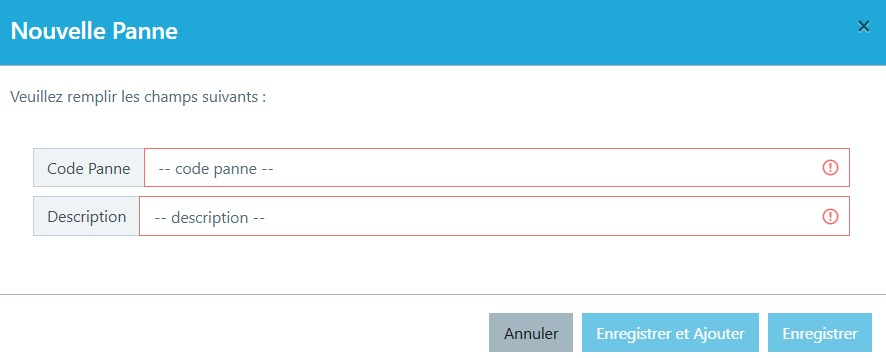 Nouvelle Panne
Veuillez remplir les champs suivants :
Code Panne -- code panne --
Description -- description --
Annuler Enregistrer et Ajouter Enregistrer